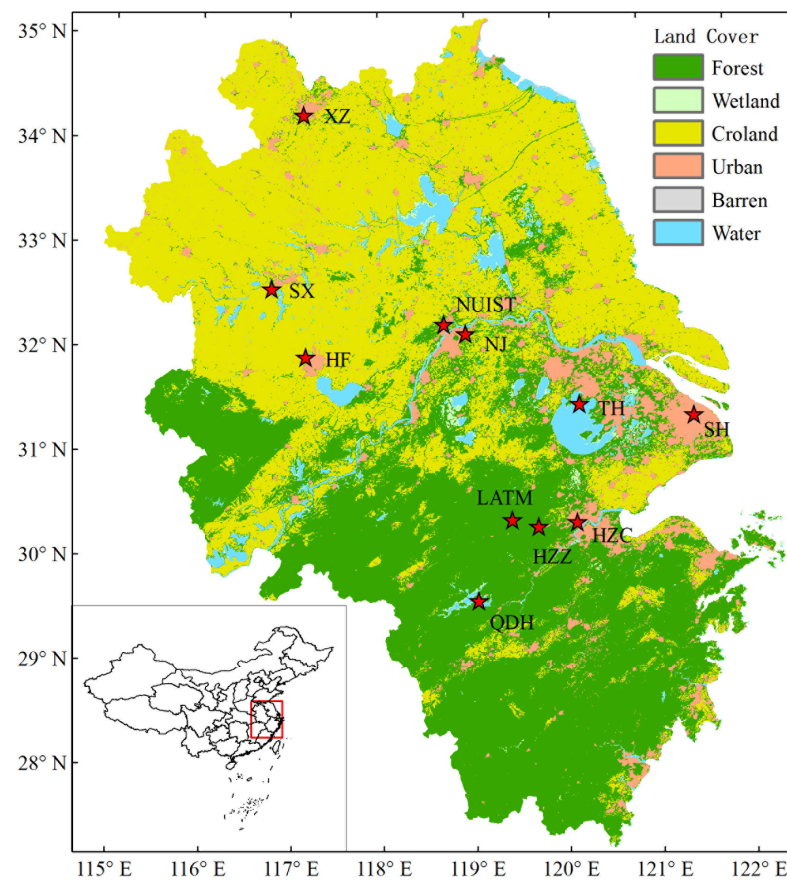 35° N
Land Cover
Forest
Wetland
Croland
Urban
Barren
Water
34° N
XZ
33° N
SX
NUIST
NJ
32° N
HF
TH
SH
31° N
LATM
HZC
HZZ
30° N
QDH
29° N
28° N
115° E 116° E 117° E 118° E 119° E 120° E 121° E 122° E